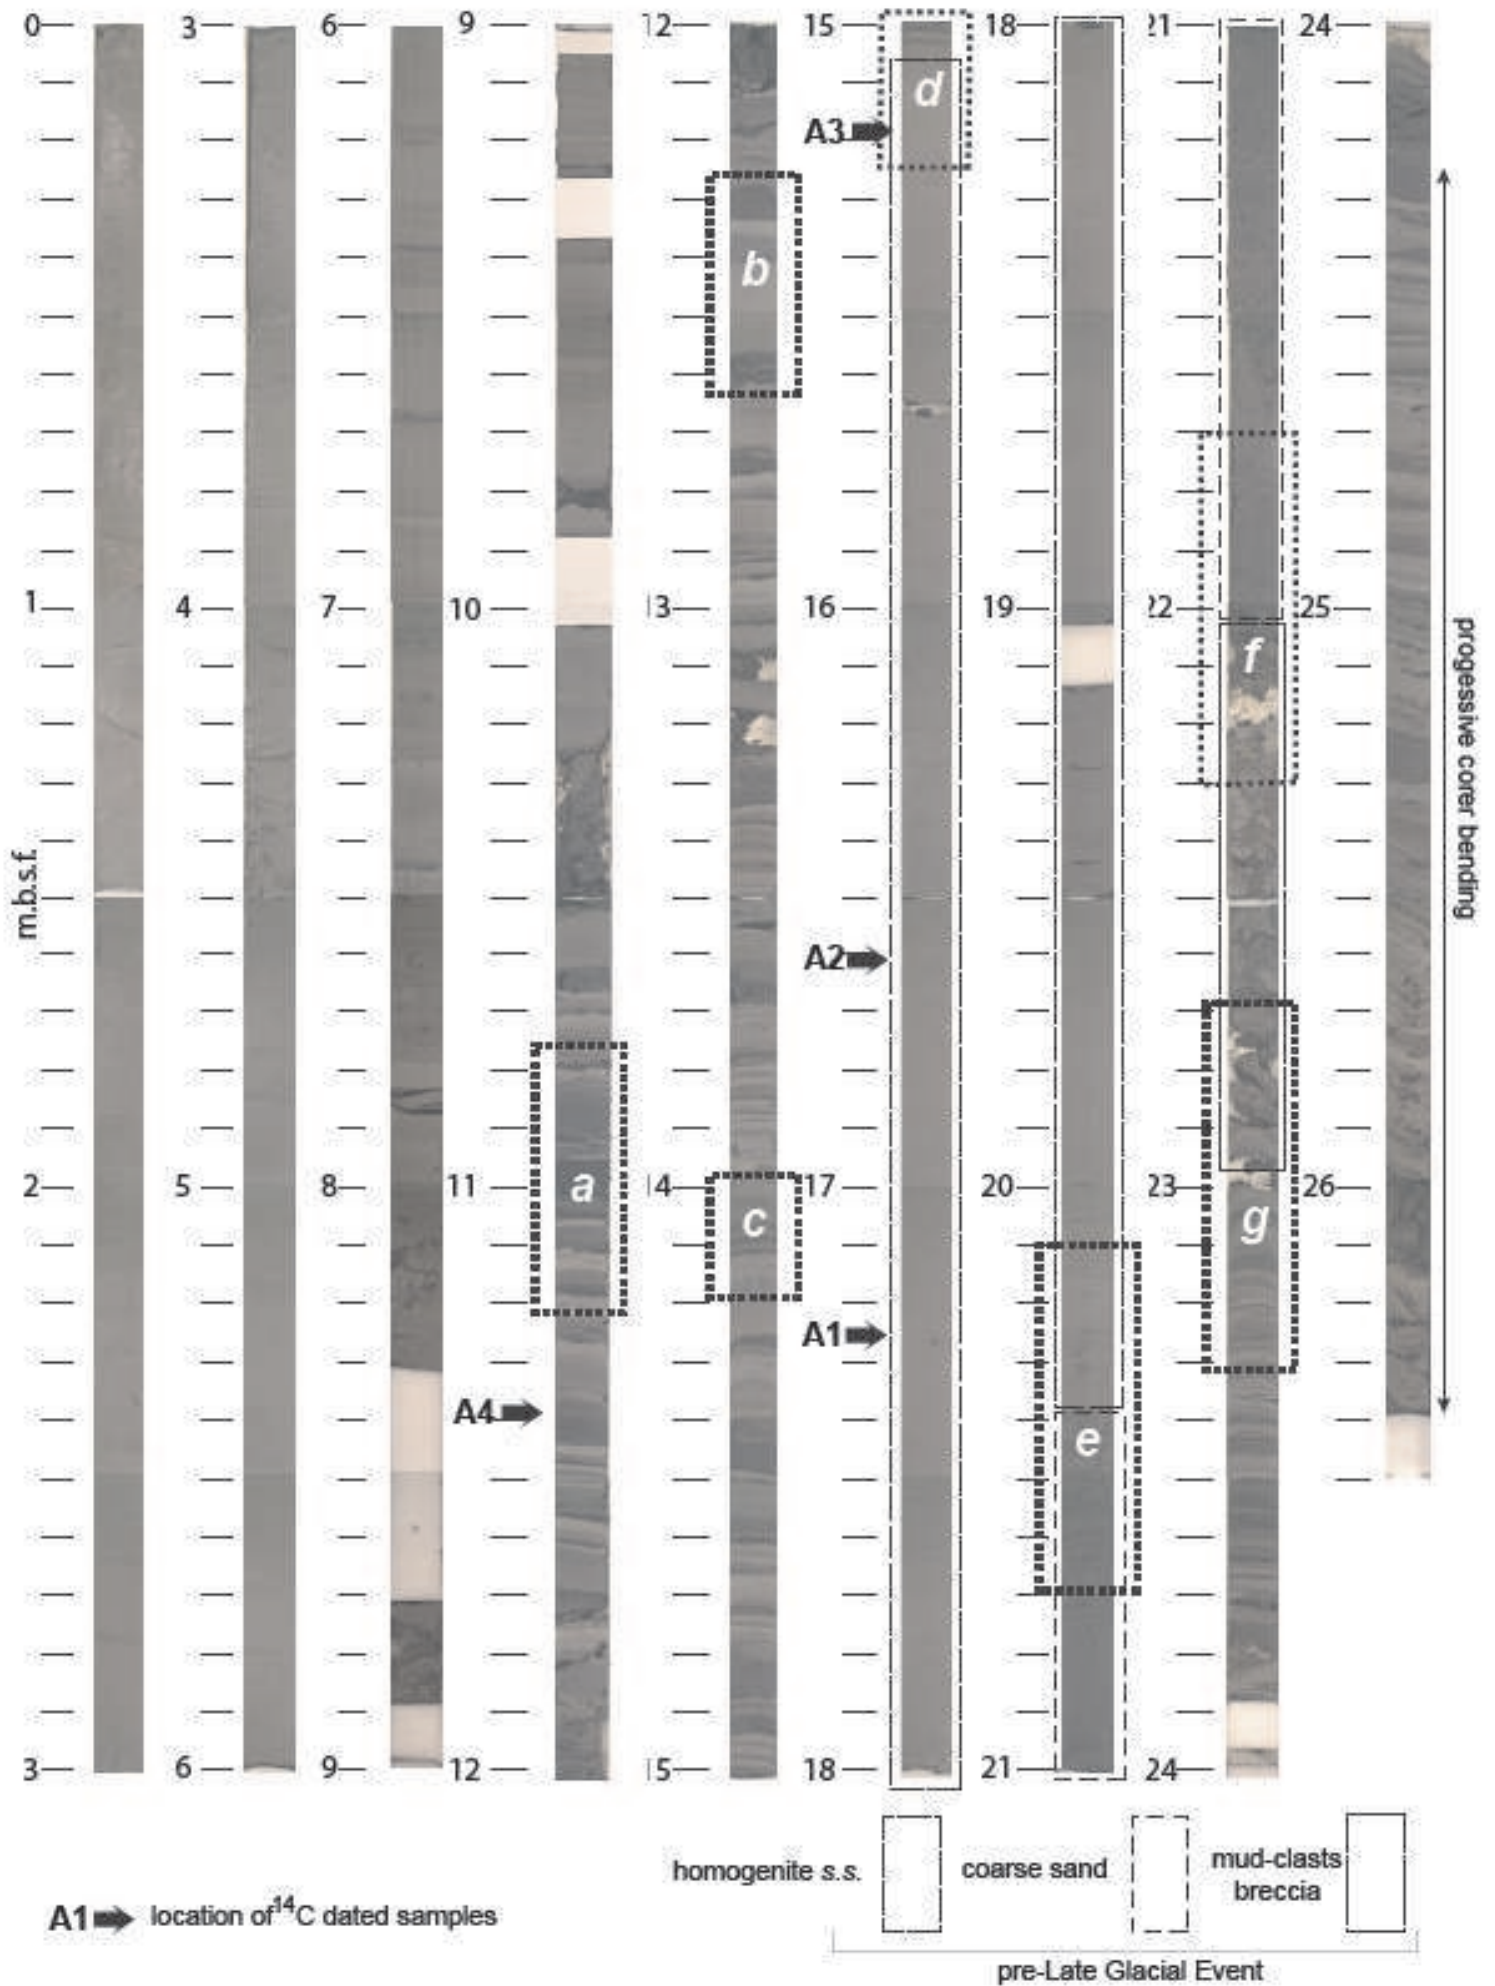 0 3 6 9 12 15 18 21 24
d
A3
b
1 4 7 10 13 16 19 22 25
f
progessive corer bending
m.b.s.f.
A2
2 5 8 11 14 17 20 23 26
a c g
A1
A4
e
3 6 9 12 15 18 21 24
homogenite s.s. coarse sand mud-clasts breccia
A1 location of 14C dated samples
pre-Late Glacial Event